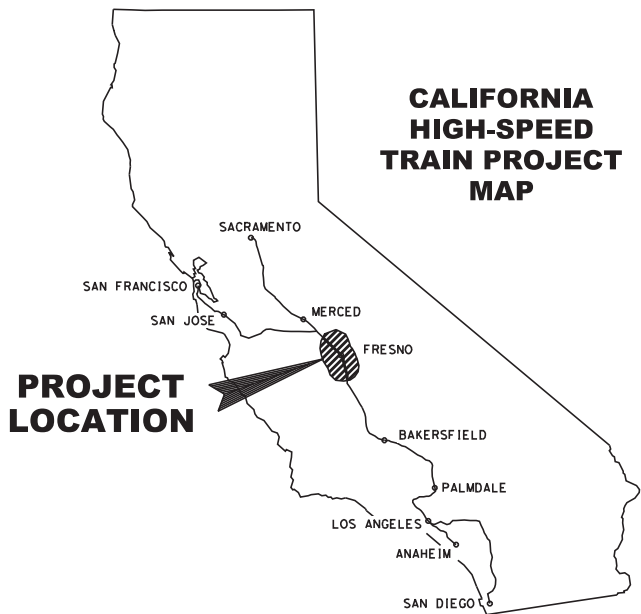 CALIFORNIA
HIGH-SPEED
TRAIN PROJECT
MAP
SACRAMENTO
SAN FRANCISCO
MERCED
SAN JOSE
FRESNO
PROJECT
LOCATION
BAKERSFIELD
PALMDALE
LOS ANGELES
ANAHEIM
SAN DIEGO